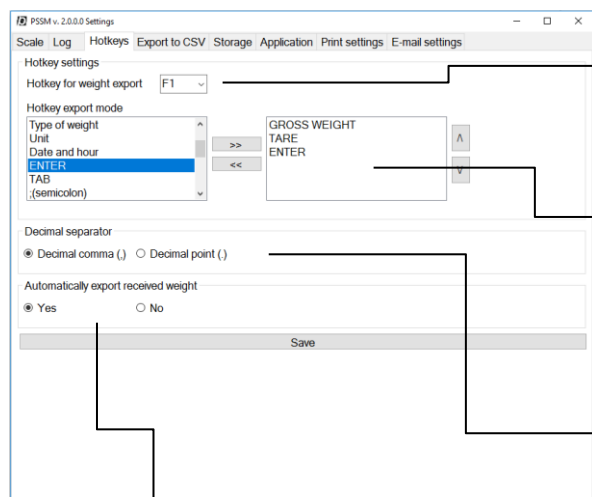 PSSM v. 2.0.0.0 Settings
Scale Log Hotkeys Export to CSV Storage Application Print settings E-mail settings
Hotkey settings
Hotkey for weight export F1
Hotkey export mode
Type of weight
Unit
Date and hour
ENTER
TAB
;(semicolon)
>>
<<
GROSS WEIGHT
TARE
ENTER
Decimal separator
Decimal comma (,) Decimal point (.)
Automatically export received weight
Yes No
Save